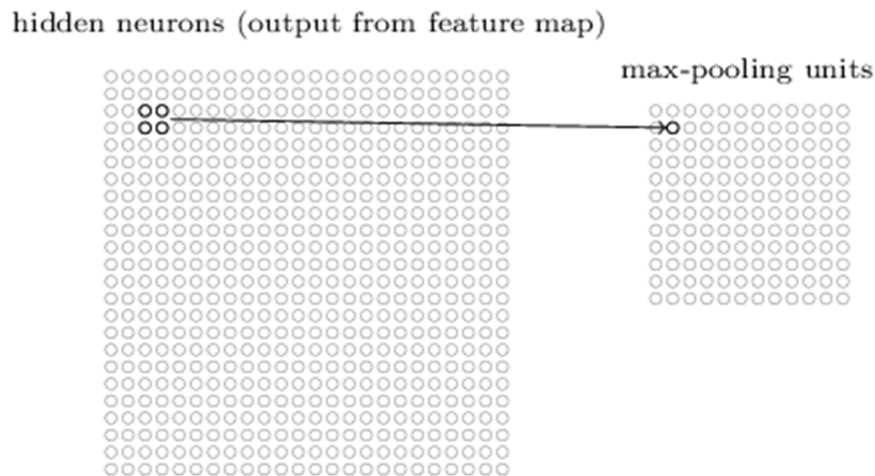 hidden neurons (output from feature map)
max-pooling units